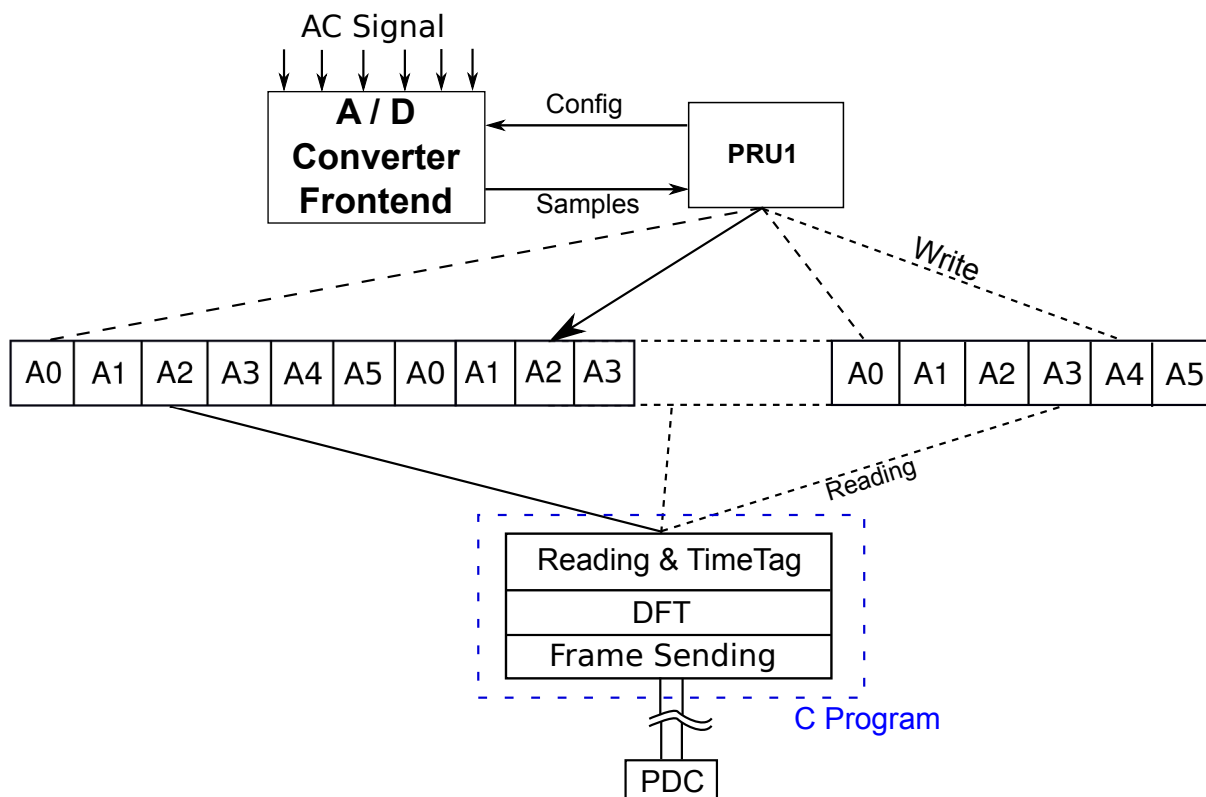 AC Signal
A / D
Converter
Frontend
Config
Samples
PRU1
Write
A0 A1 A2 A3 A4 A5 A0 A1 A2 A3 A0 A1 A2 A3 A4 A5
Reading
Reading & TimeTag
DFT
Frame Sending
C Program
PDC